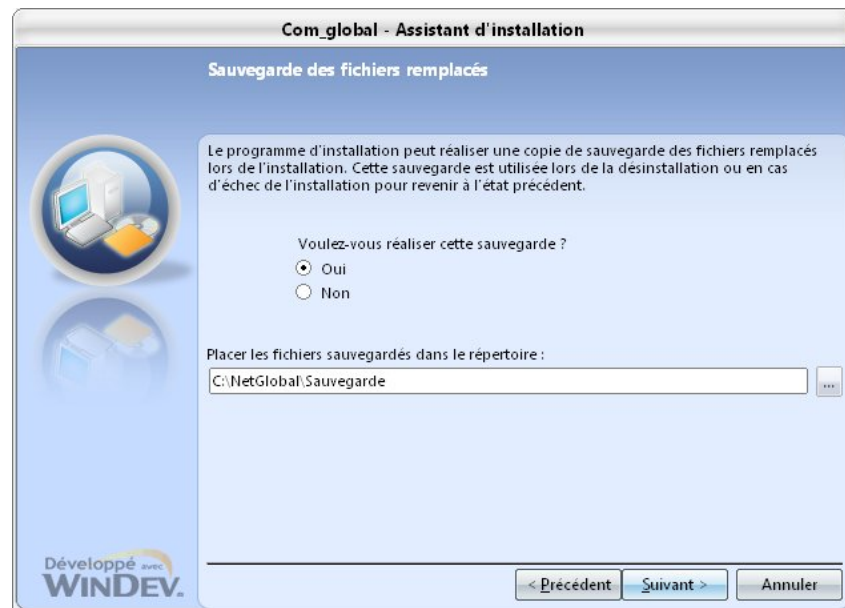 Com_global - Assistant d'installation
Sauvegarde des fichiers remplacés
Le programme d'installation peut réaliser une copie de sauvegarde des fichiers remplacés
lors de l'installation. Cette sauvegarde est utilisée lors de la désinstallation ou en cas
d'échec de l'installation pour revenir à l'état précédent.
Voulez-vous réaliser cette sauvegarde ?
Oui
Non
Placer les fichiers sauvegardés dans le répertoire :
C:\NetGlobal\Sauvegarde
...
Développé avec
WINDEV.
< Précédent
Suivant >
Annuler